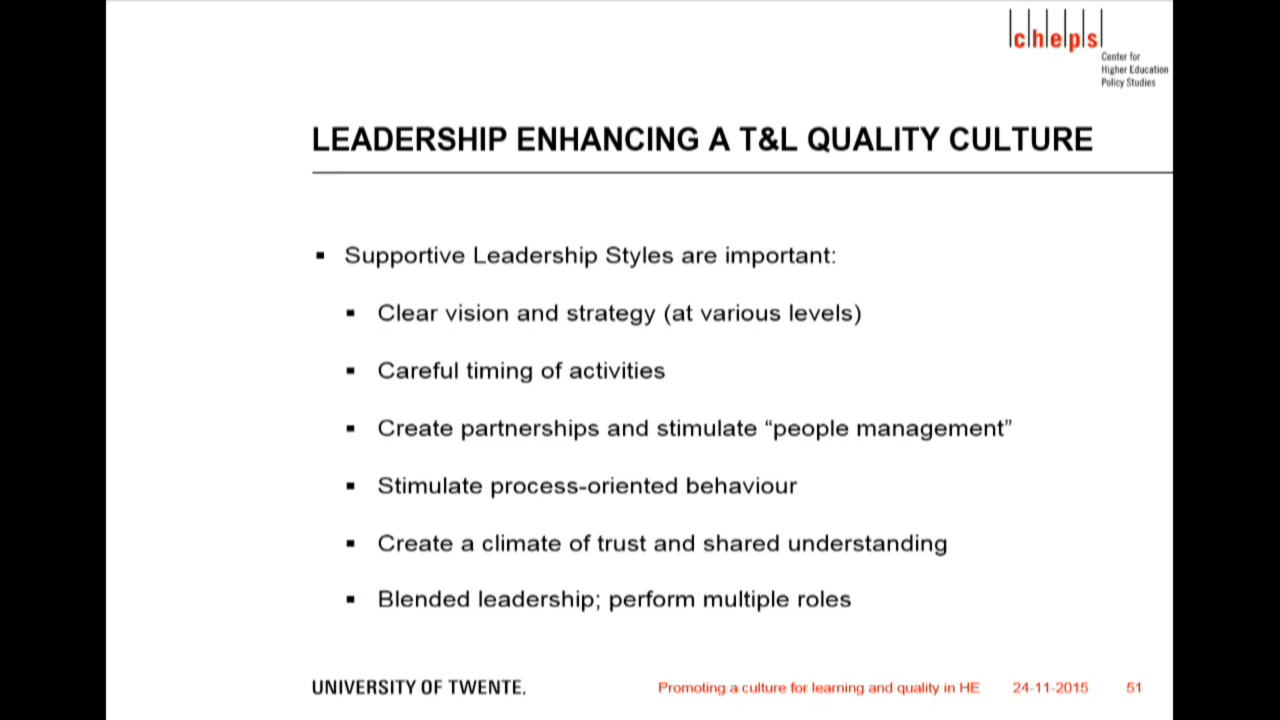 c|h|e|p|s
Center for
Higher Education
Policy Studies
LEADERSHIP ENHANCING A T&L QUALITY CULTURE
▪ Supportive Leadership Styles are important:
▪ Clear vision and strategy (at various levels)
▪ Careful timing of activities
▪ Create partnerships and stimulate “people management”
▪ Stimulate process-oriented behaviour
▪ Create a climate of trust and shared understanding
▪ Blended leadership; perform multiple roles
UNIVERSITY OF TWENTE. Promoting a culture for learning and quality in HE 24-11-2015 51